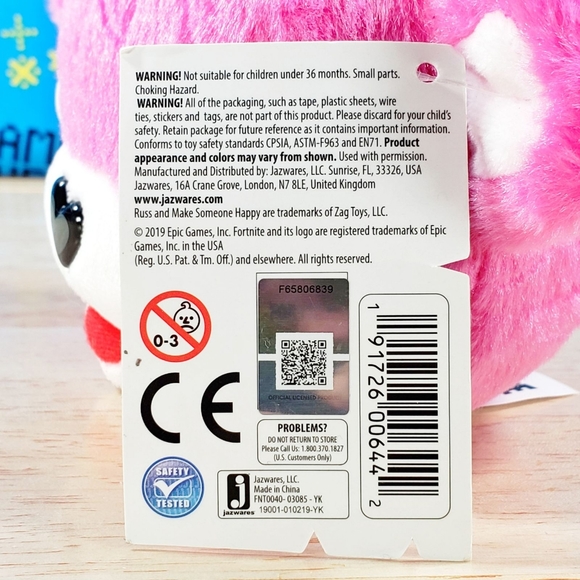 WARNING! Not suitable for children under 36 months. Small parts.
Choking Hazard.
WARNING! All of the packaging, such as tape, plastic sheets, wire
ties, stickers and tags, are not part of this product. Please discard for your child's
safety. Retain package for future reference as it contains important information.
Conforms to toy safety standards CPSIA, ASTM-F963 and EN71. Product
appearance and colors may vary from shown. Used with permission.
Manufactured and Distributed by: Jazwares, LLC. Sunrise, FL, 33326, USA
Jazwares, 16A Crane Grove, London, N7 8LE, United Kingdom
www.jazwares.com
Russ and Make Someone Happy are trademarks of Zag Toys, LLC.
© 2019 Epic Games, Inc. Fortnite and its logo are registered trademarks of Epic
Games, Inc. in the USA
(Reg. U.S. Pat. & Tm. Off.) and elsewhere. All rights reserved.
0-3
CE
SAFETY
TESTED
F65806839
OFFICIAL LICENSED
PROBLEMS?
DO NOT RETURN TO STORE
Please Call Us: 1.800.370.1827
(U.S. Customers Only)
j
jazwares
Jazwares, LLC.
Made in China
FNT0040- 03085 - YK
19001-010219-YK
1 91726 00644 2
AM